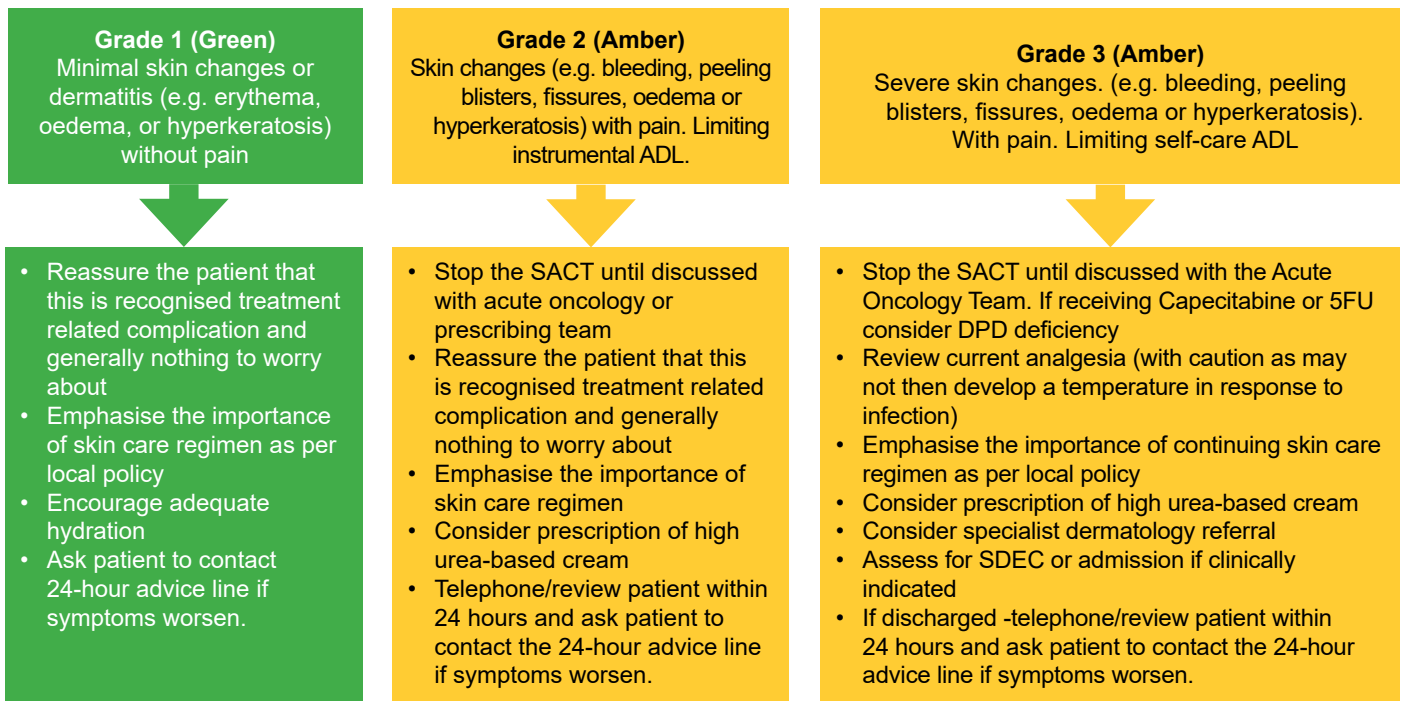 Grade 1 (Green)
Minimal skin changes or
dermatitis (e.g. erythema,
oedema, or hyperkeratosis)
without pain
• Reassure the patient that
this is recognised treatment
related complication and
generally nothing to worry
about
• Emphasise the importance
of skin care regimen as per
local policy
• Encourage adequate
hydration
• Ask patient to contact
24-hour advice line if
symptoms worsen.
Grade 2 (Amber)
Skin changes (e.g. bleeding, peeling
blisters, fissures, oedema or
hyperkeratosis) with pain. Limiting
instrumental ADL.
• Stop the SACT until discussed
with acute oncology or
prescribing team
• Reassure the patient that this
is recognised treatment related
complication and generally
nothing to worry about
• Emphasise the importance of
skin care regimen
• Consider prescription of high
urea-based cream
• Telephone/review patient within
24 hours and ask patient to
contact the 24-hour advice line
if symptoms worsen.
Grade 3 (Amber)
Severe skin changes. (e.g. bleeding, peeling
blisters, fissures, oedema or hyperkeratosis).
With pain. Limiting self-care ADL
• Stop the SACT until discussed with the Acute
Oncology Team. If receiving Capecitabine or 5FU
consider DPD deficiency
• Review current analgesia (with caution as may
not then develop a temperature in response to
infection)
• Emphasise the importance of continuing skin care
regimen as per local policy
• Consider prescription of high urea-based cream
• Consider specialist dermatology referral
• Assess for SDEC or admission if clinically
indicated
• If discharged -telephone/review patient within
24 hours and ask patient to contact the 24-hour
advice line if symptoms worsen.